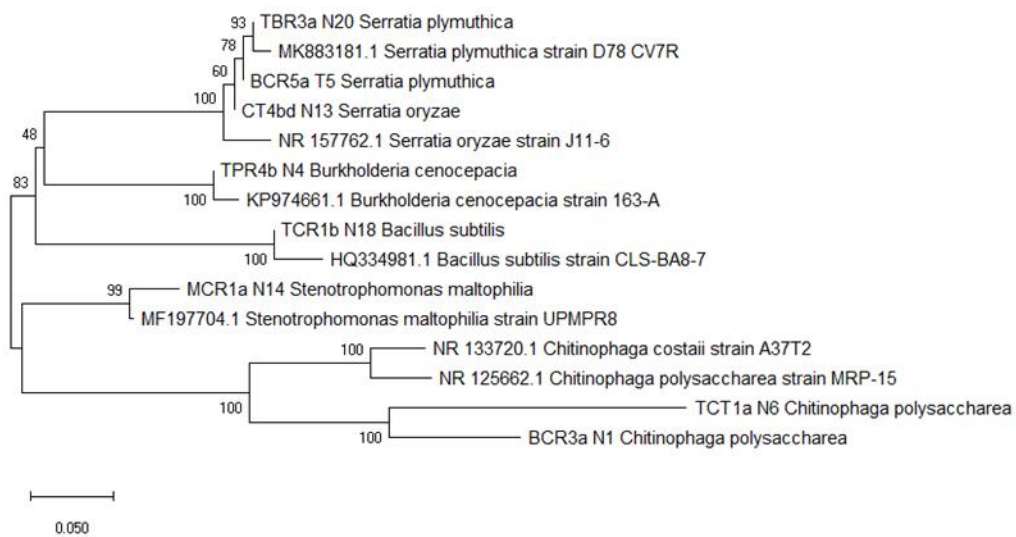 93 TBR3a N20 Serratia plymuthica
78
MK883181.1 Serratia plymuthica strain D78 CV7R
60
BCR5a T5 Serratia plymuthica
100
CT4bd N13 Serratia oryzae
48
NR 157762.1 Serratia oryzae strain J11-6
TPR4b N4 Burkholderia cenocepacia
83
100
KP974661.1 Burkholderia cenocepacia strain 163-A
TCR1b N18 Bacillus subtilis
100
HQ334981.1 Bacillus subtilis strain CLS-BA8-7
99
MCR1a N14 Stenotrophomonas maltophilia
MF197704.1 Stenotrophomonas maltophilia strain UPMPR8
100
NR 133720.1 Chitinophaga costaii strain A37T2
NR 125662.1 Chitinophaga polysaccharea strain MRP-15
100
TCT1a N6 Chitinophaga polysaccharea
100
BCR3a N1 Chitinophaga polysaccharea
0.050